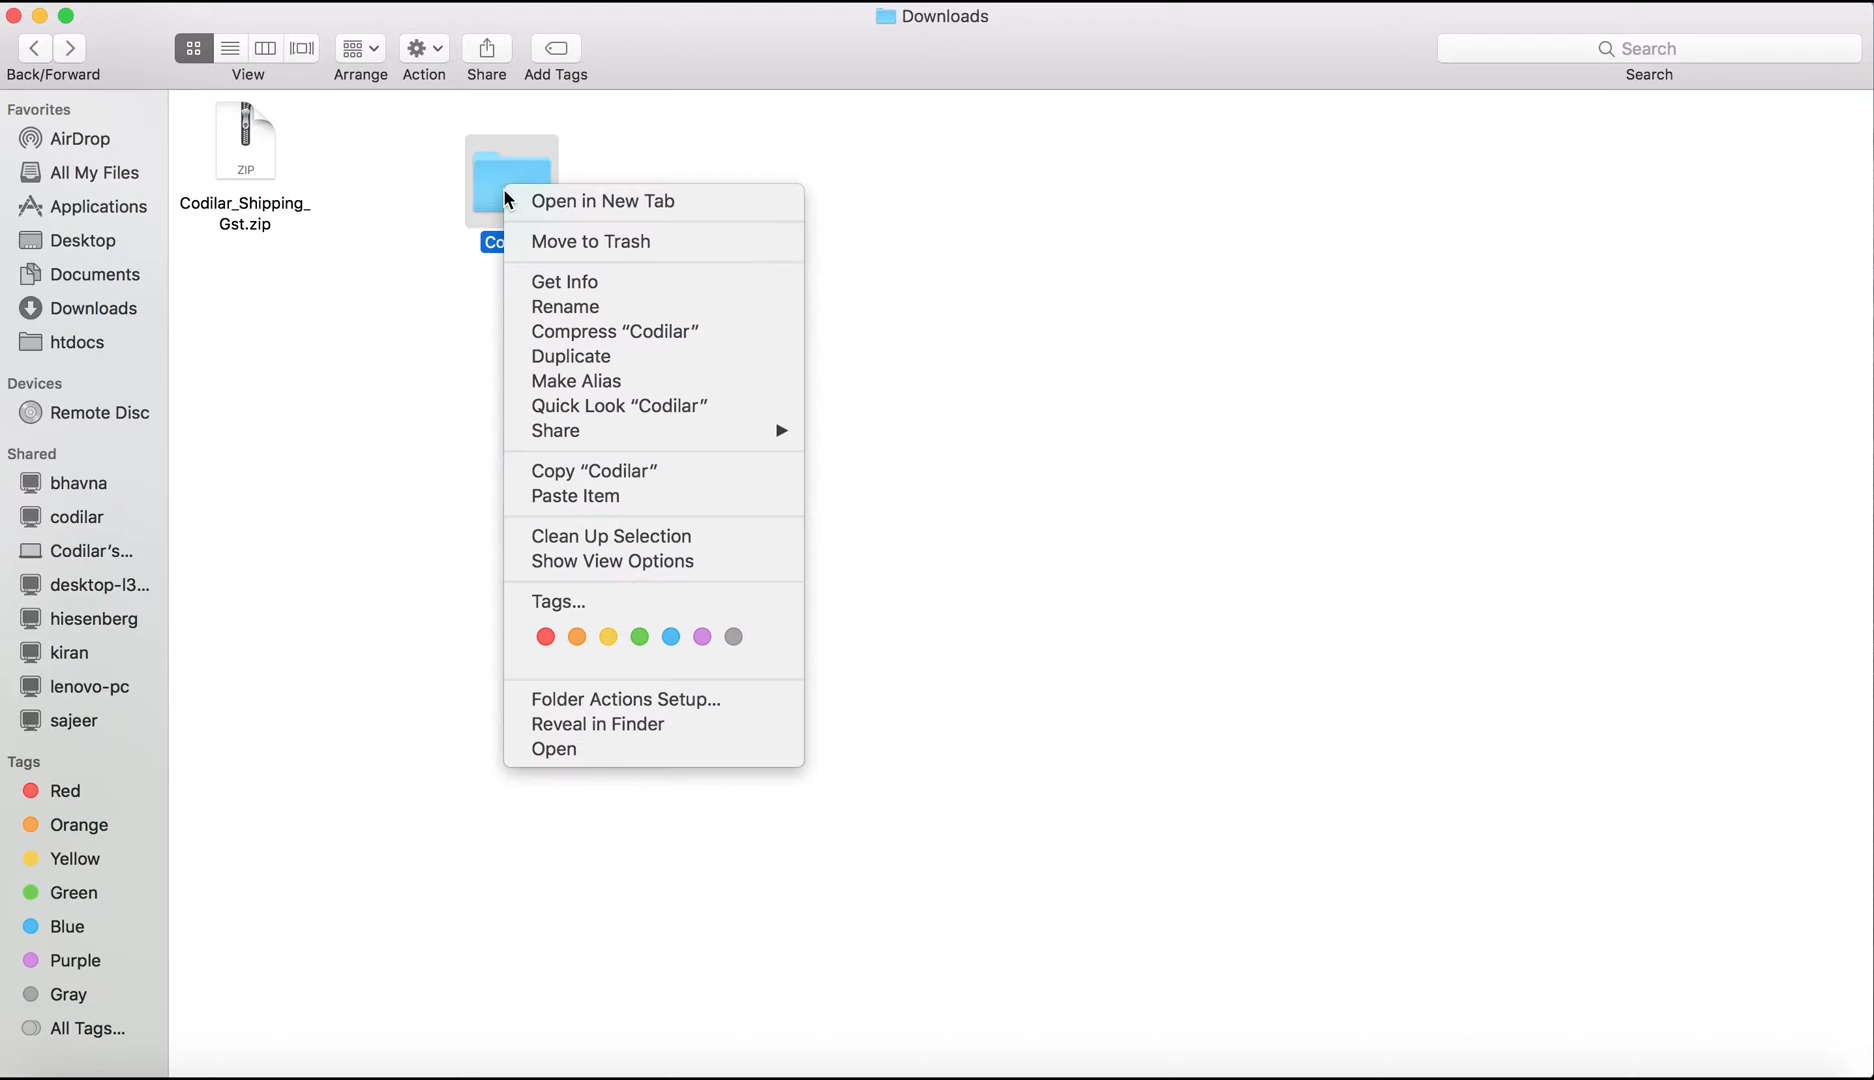 Downloads
Search
Back/Forward
View
Arrange
Action
Share
Add Tags
Search
Favorites
AirDrop
All My Files
Applications
Desktop
Documents
Downloads
htdocs
Devices
Remote Disc
Shared
bhavna
codilar
Codilar’s...
desktop-l3...
hiesenberg
kiran
lenovo-pc
sajeer
Tags
Red
Orange
Yellow
Green
Blue
Purple
Gray
All Tags...
ZIP
Codilar_Shipping_
Gst.zip
Co
Open in New Tab
Move to Trash
Get Info
Rename
Compress “Codilar”
Duplicate
Make Alias
Quick Look “Codilar”
Share
Copy “Codilar”
Paste Item
Clean Up Selection
Show View Options
Tags...
Folder Actions Setup...
Reveal in Finder
Open